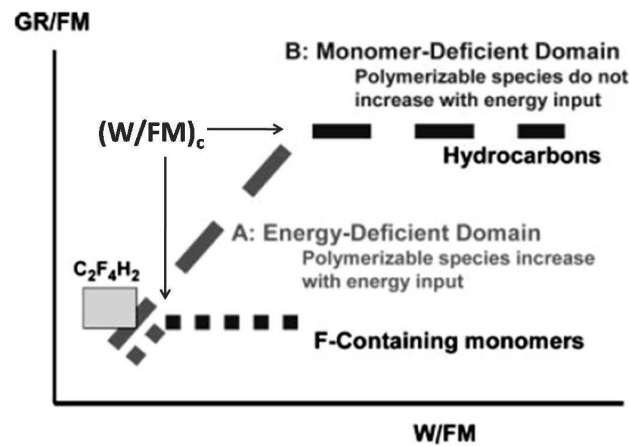 GR/FM
B: Monomer-Deficient Domain
Polymerizable species do not
increase with energy input
(W/FM)c
Hydrocarbons
A: Energy-Deficient Domain
Polymerizable species increase
with energy input
C₂F₄H₂
F-Containing monomers
W/FM